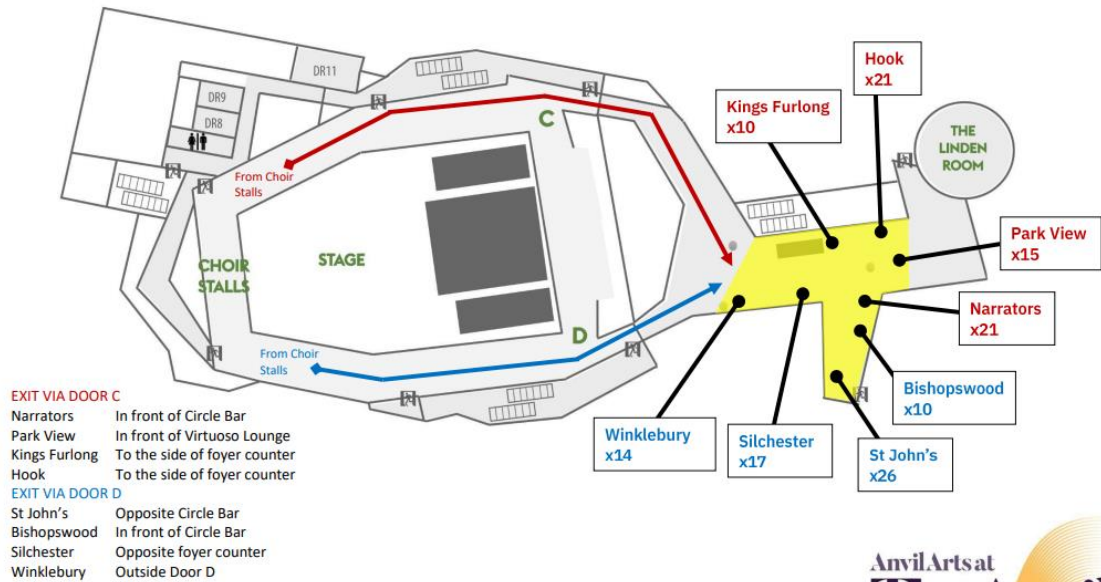 DR11
DR9
DR8
From Choir
Stalls
C
CHOIR
STALLS
STAGE
D
From Choir
Stalls
Kings Furlong
x10
Hook
x21
THE
LINDEN
ROOM
Park View
x15
Narrators
x21
Bishopswood
x10
St John's
x26
Silchester
x17
Winklebury
x14
EXIT VIA DOOR C
Narrators In front of Circle Bar
Park View In front of Virtuoso Lounge
Kings Furlong To the side of foyer counter
Hook To the side of foyer counter
EXIT VIA DOOR D
St John's Opposite Circle Bar
Bishopswood In front of Circle Bar
Silchester Opposite foyer counter
Winklebury Outside Door D
AnvilArts at